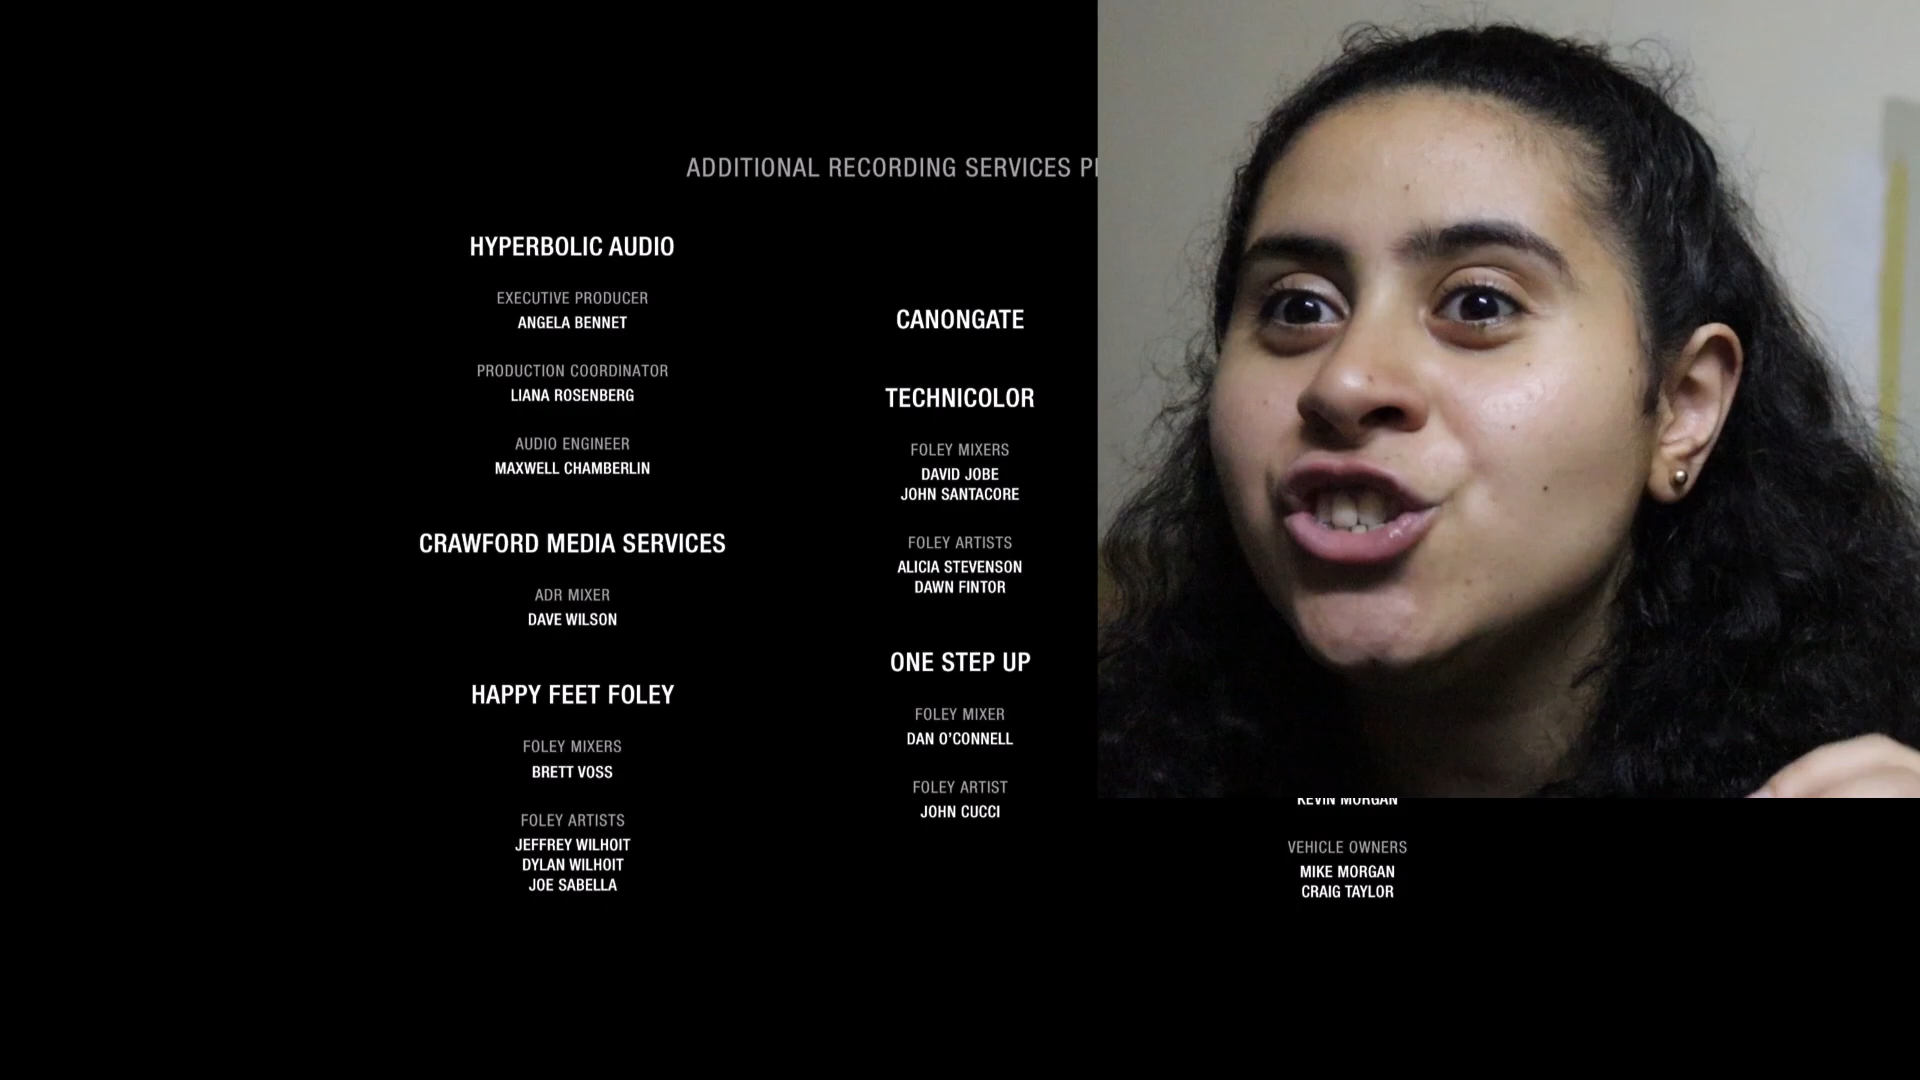 ADDITIONAL RECORDING SERVICES
HYPERBOLIC AUDIO
EXECUTIVE PRODUCER
ANGELA BENNET
PRODUCTION COORDINATOR
LIANA ROSENBERG
AUDIO ENGINEER
MAXWELL CHAMBERLIN
CRAWFORD MEDIA SERVICES
ADR MIXER
DAVE WILSON
HAPPY FEET FOLEY
FOLEY MIXERS
BRETT VOSS
FOLEY ARTISTS
JEFFREY WILHOIT
DYLAN WILHOIT
JOE SABELLA
CANONGATE
TECHNICOLOR
FOLEY MIXERS
DAVID JOBE
JOHN SANTACORE
FOLEY ARTISTS
ALICIA STEVENSON
DAWN FINTOR
ONE STEP UP
FOLEY MIXER
DAN O'CONNELL
FOLEY ARTIST
JOHN CUCCI
KEVIN MORGAN
VEHICLE OWNERS
MIKE MORGAN
CRAIG TAYLOR